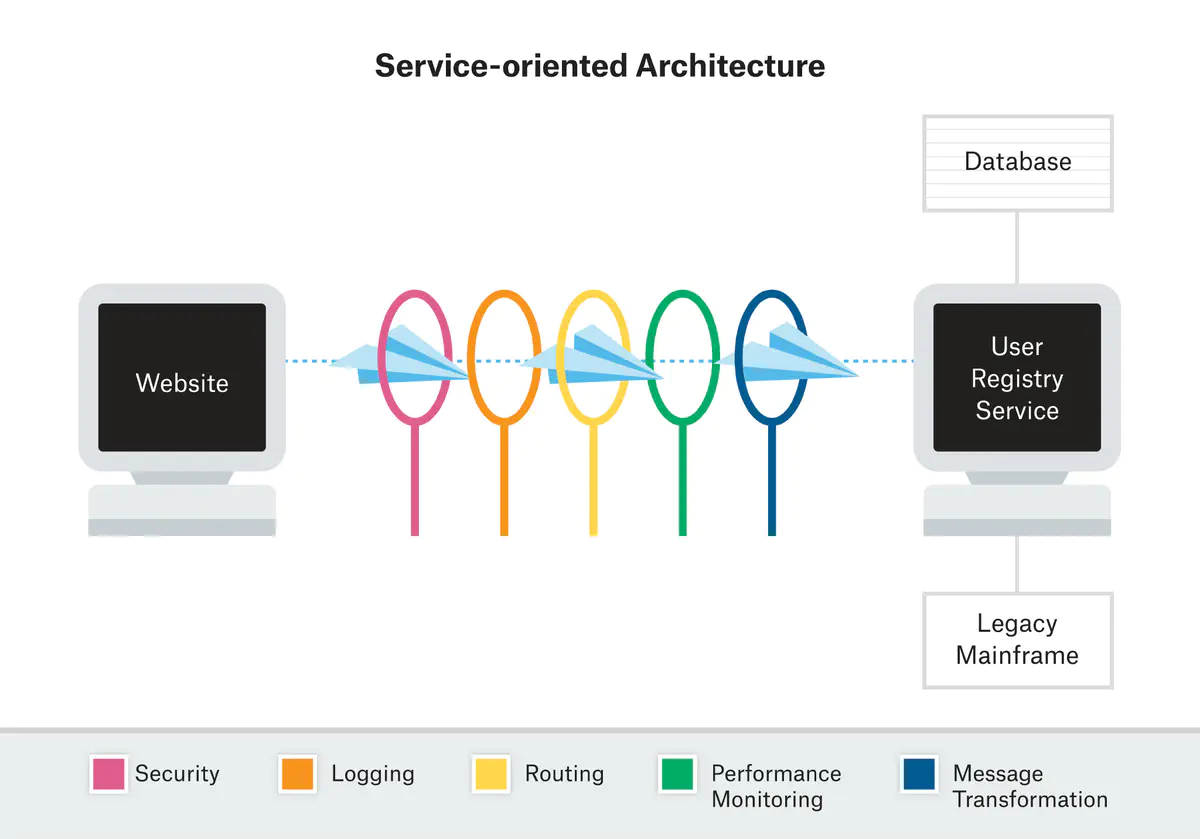 Service-oriented Architecture
Database
Website
User
Registry
Service
Legacy
Mainframe
Security
Logging
Routing
Performance
Monitoring
Message
Transformation